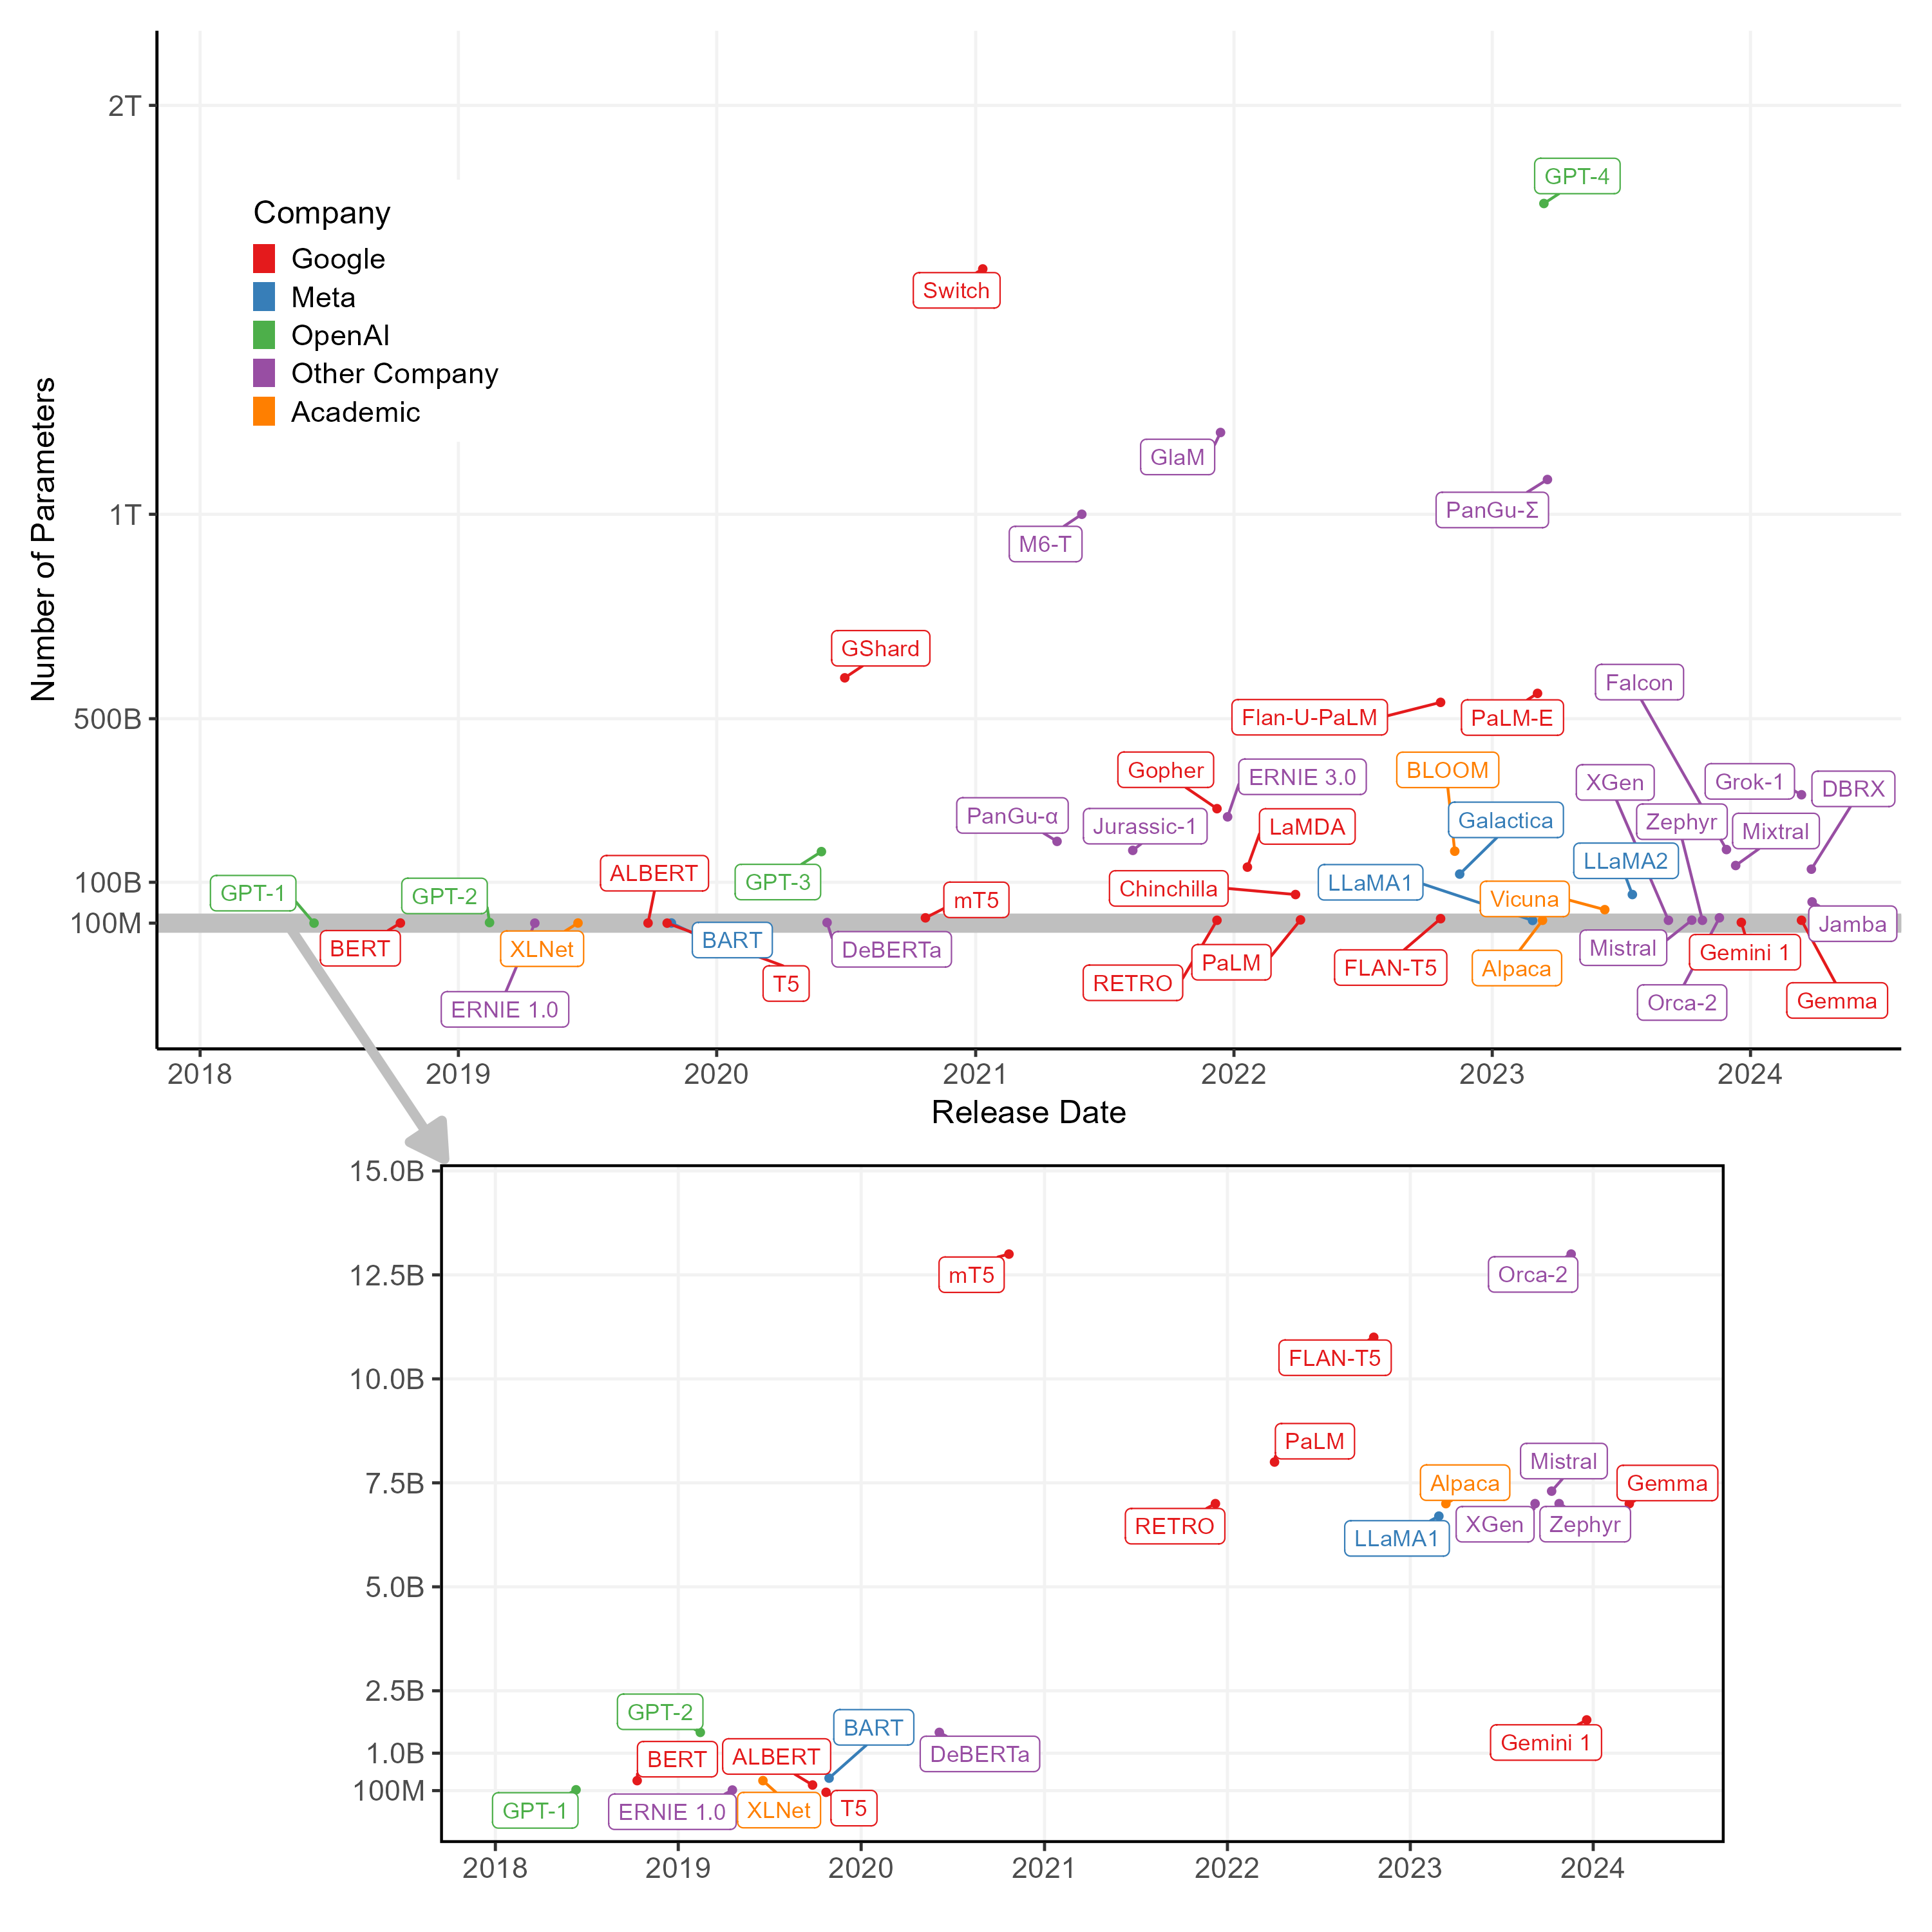 2T
GPT-4
Company
Google
Meta
OpenAI
Other Company
Academic
Switch
GlaM
PanGu-Σ
1T
M6-T
Number of Parameters
GShard
Falcon
500B
Flan-U-PaLM
PaLM-E
Gopher
ERNIE 3.0
BLOOM
XGen
Grok-1
DBRX
PanGu-α
Jurassic-1
LaMDA
Galactica
Zephyr
Mixtral
ALBERT
LLaMA2
100B
GPT-1
GPT-2
GPT-3
mT5
Chinchilla
LLaMA1
Vicuna
100M
BERT
XLNet
BART
DeBERTa
Mistral
Gemini 1
Jamba
T5
RETRO
PaLM
FLAN-T5
Alpaca
ERNIE 1.0
Orca-2
Gemma
2018 2019 2020 2021 2022 2023 2024
Release Date
15.0B
12.5B
mT5
Orca-2
FLAN-T5
10.0B
PaLM
Mistral
7.5B
Alpaca
Gemma
RETRO
LLaMA1
XGen
Zephyr
5.0B
2.5B
GPT-2
BART
Gemini 1
1.0B
BERT
ALBERT
DeBERTa
100M
GPT-1
ERNIE 1.0
XLNet
T5
2018 2019 2020 2021 2022 2023 2024